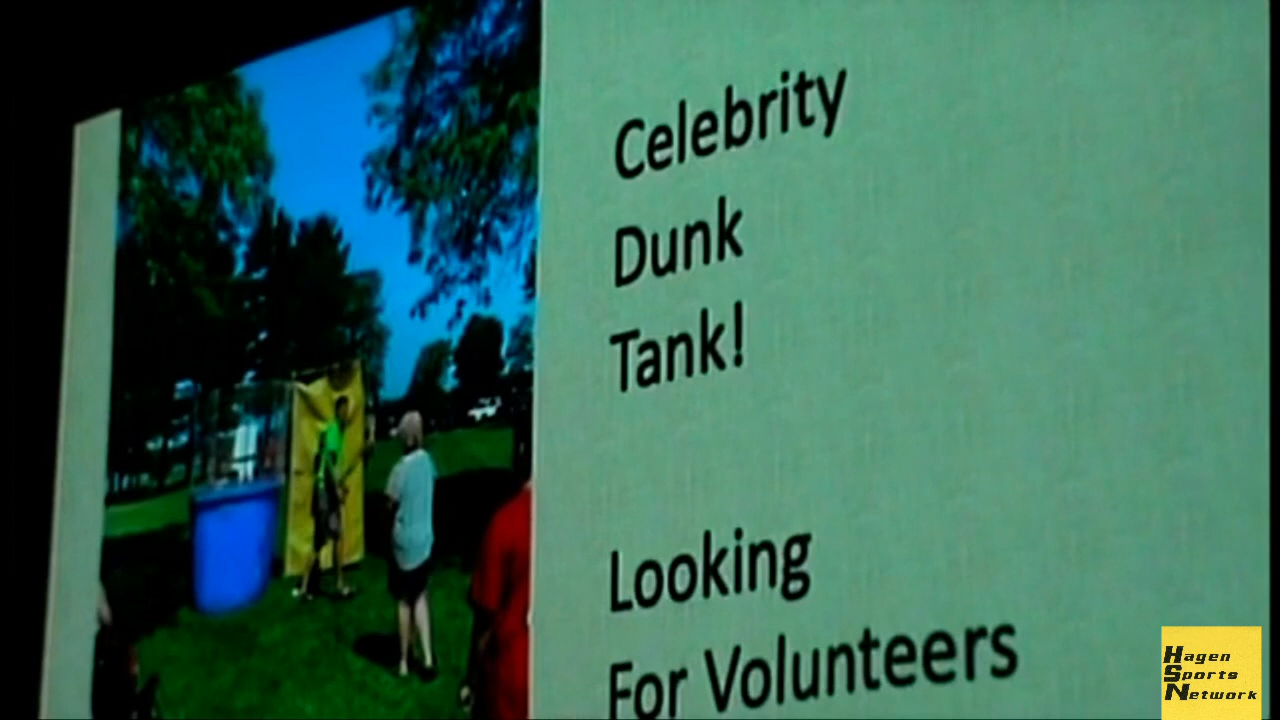 Celebrity
Dunk
Tank!
Looking
For Volunteers
Hagen
Sports
Network